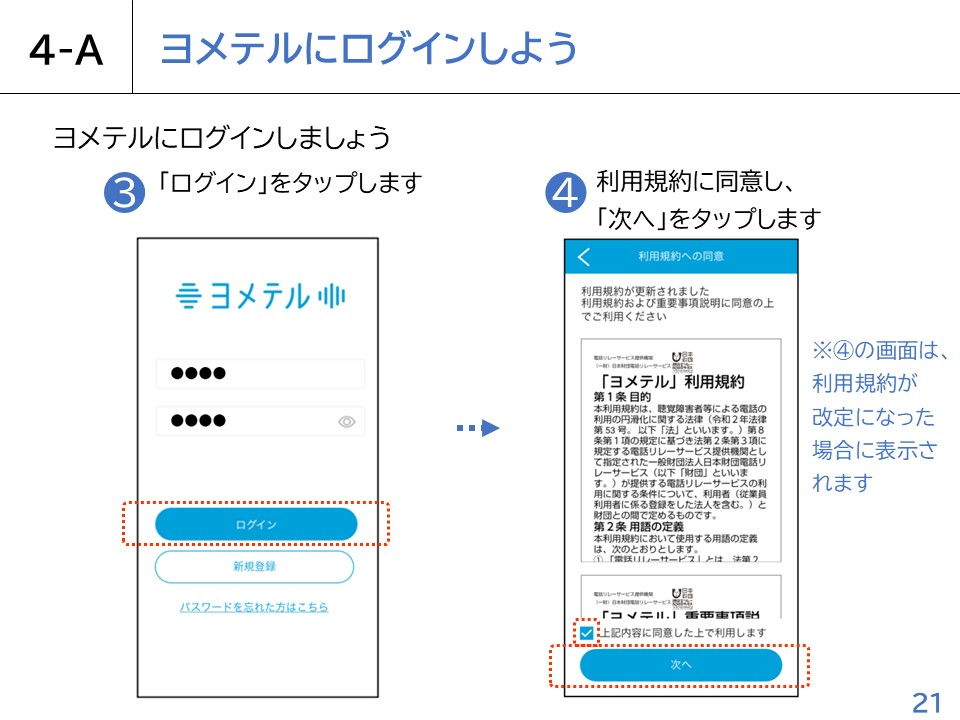 4-A
ヨメテルにログインしよう
ヨメテルにログインしましょう
3
「ログイン」をタップします
ヨメテル
●●●●
●●●●
ログイン
新規登録
パスワードを忘れた方はこちら
4
利用規約に同意し、
「次へ」をタップします
利用規約への同意
利用規約が更新されました
利用規約および重要事項説明に同意の上
でご利用ください
電話リレーサービス提供機関
(一財)日本財団電話リレーサービス
「ヨメテル」利用規約
第1条 目的
本利用規約は、聴覚障害者等による電話の
利用の円滑化に関する法律(令和2年法律
第53号。以下「法」といいます。)第8
条第1項の規定に基づき法第2条第3項に
規定する電話リレーサービス提供機関とし
て指定された一般財団法人日本財団電話リ
レーサービス(以下「財団」といいま
す。)が提供する電話リレーサービスの利
用に関する条件について、利用者(従業員
利用者に係る登録をした法人を含む。)と
財団との間で定めるものです。
第2条 用語の定義
本利用規約において使用する用語の定義
は、次のとおりとします。
①「電話リレーサービス」とは、法第2
電話リレーサービス提供機関
(一財)日本財団電話リレーサービス
「ヨメテル」重要事項説
上記内容に同意した上で利用します
次へ
※④の画面は、
利用規約が
改定になった
場合に表示さ
れます
21